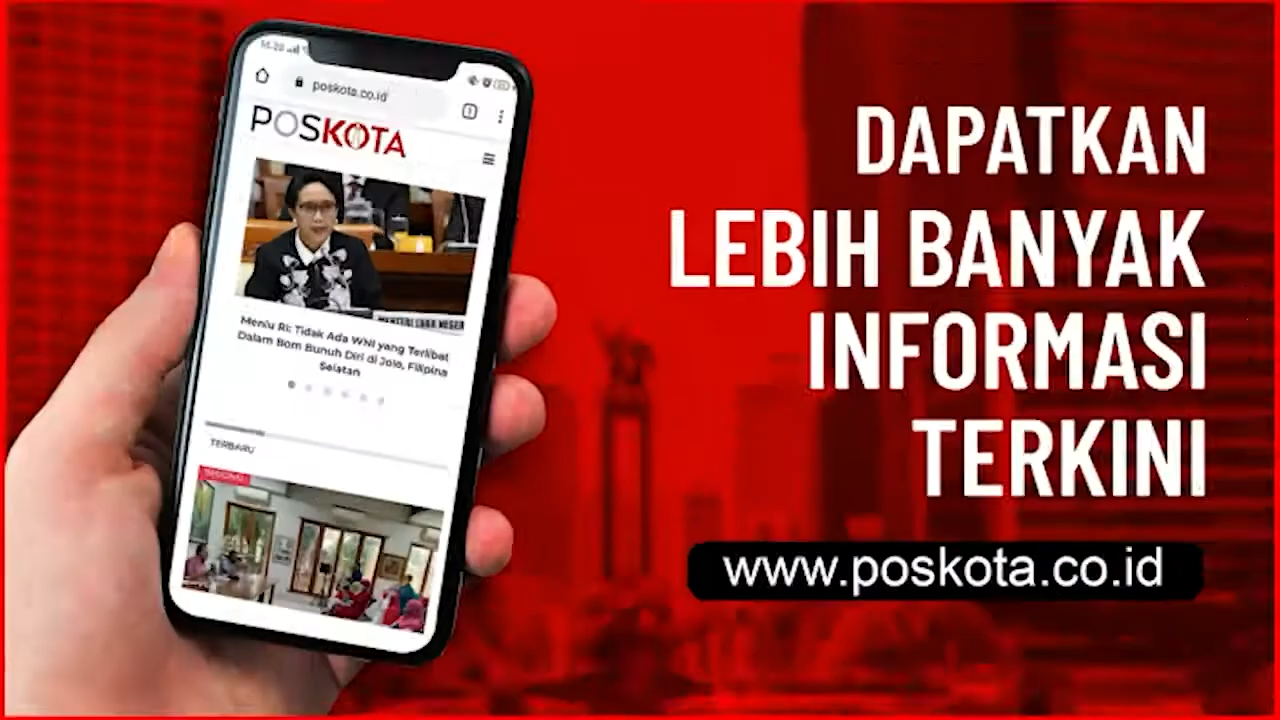 poskota.co.id
POSKOTA
Menlu RI: Tidak Ada WNI yang Terlibat
Dalam Bom Bunuh Diri di Jolo, Filipina
Selatan
TERBARU
NASIONAL
DAPATKAN
LEBIH BANYAK
INFORMASI
TERKINI
www.poskota.co.id